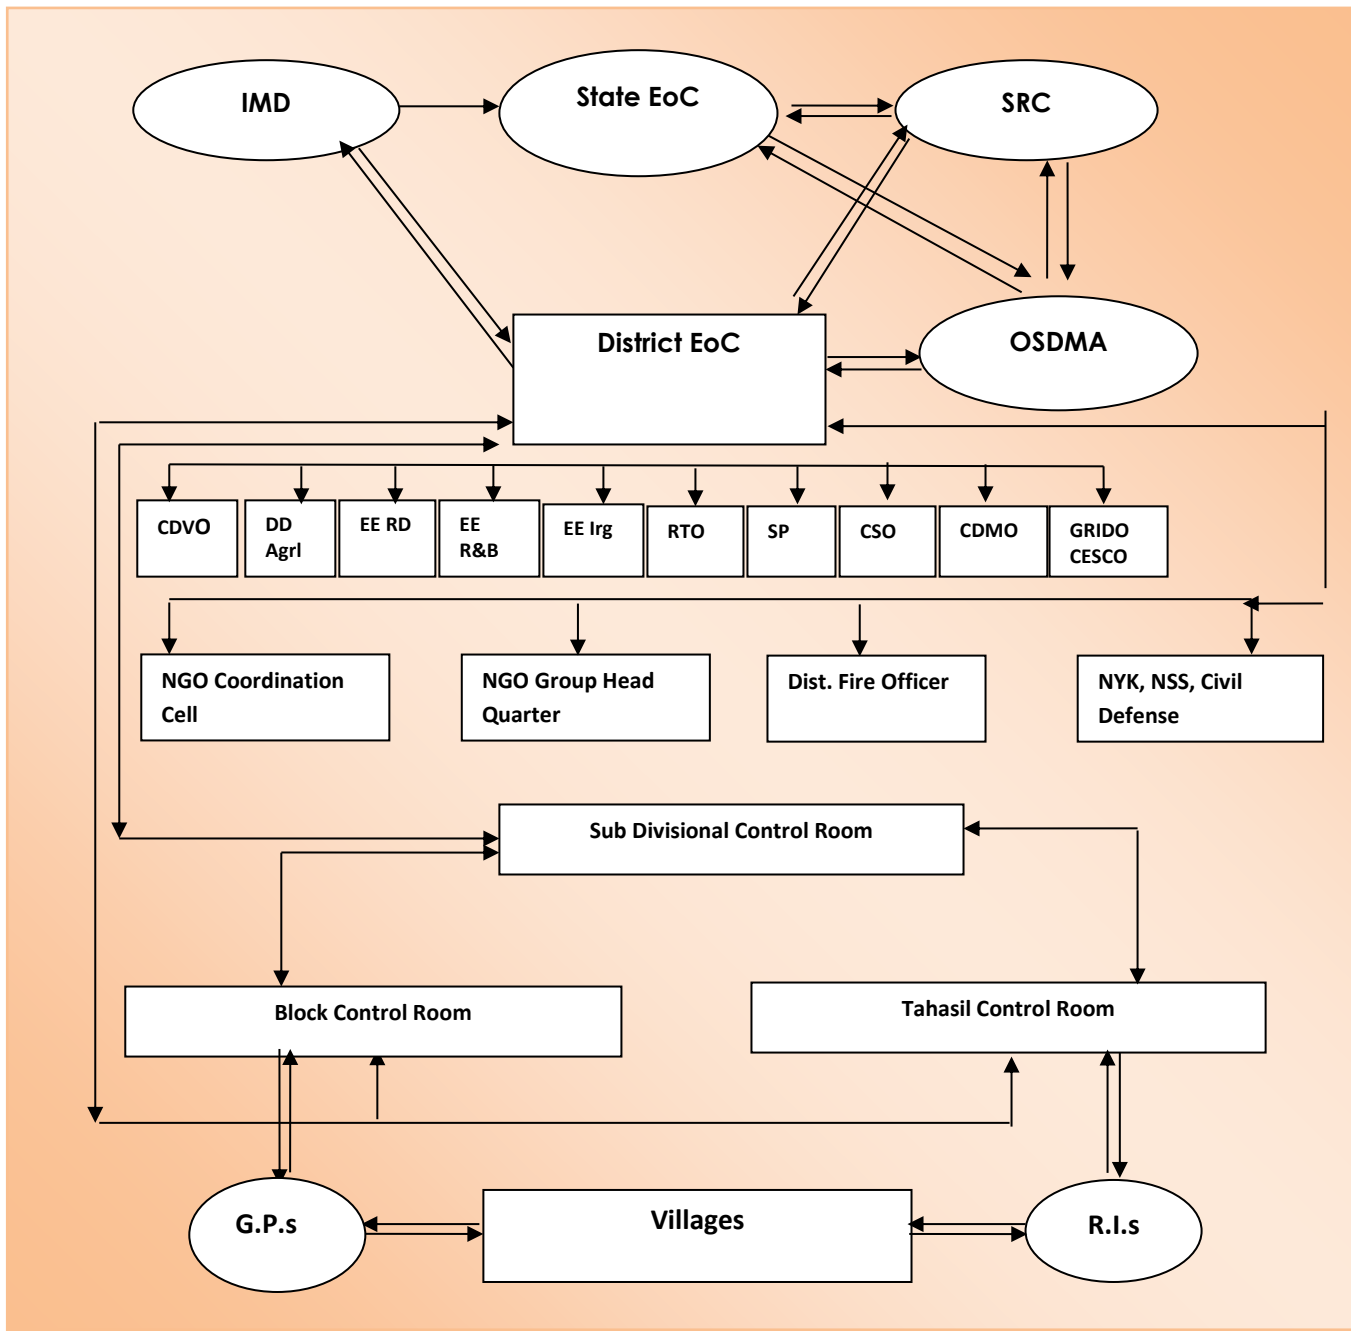 IMD
State EoC
SRC
District EoC
OSDMA
CDVO
DD
Agrl
EE RD
EE
R&B
EE Irg
RTO
SP
CSO
CDMO
GRIDO
CESCO
NGO Coordination
Cell
NGO Group Head
Quarter
Dist. Fire Officer
NYK, NSS, Civil
Defense
Sub Divisional Control Room
Block Control Room
Tahasil Control Room
G.P.s
Villages
R.I.s